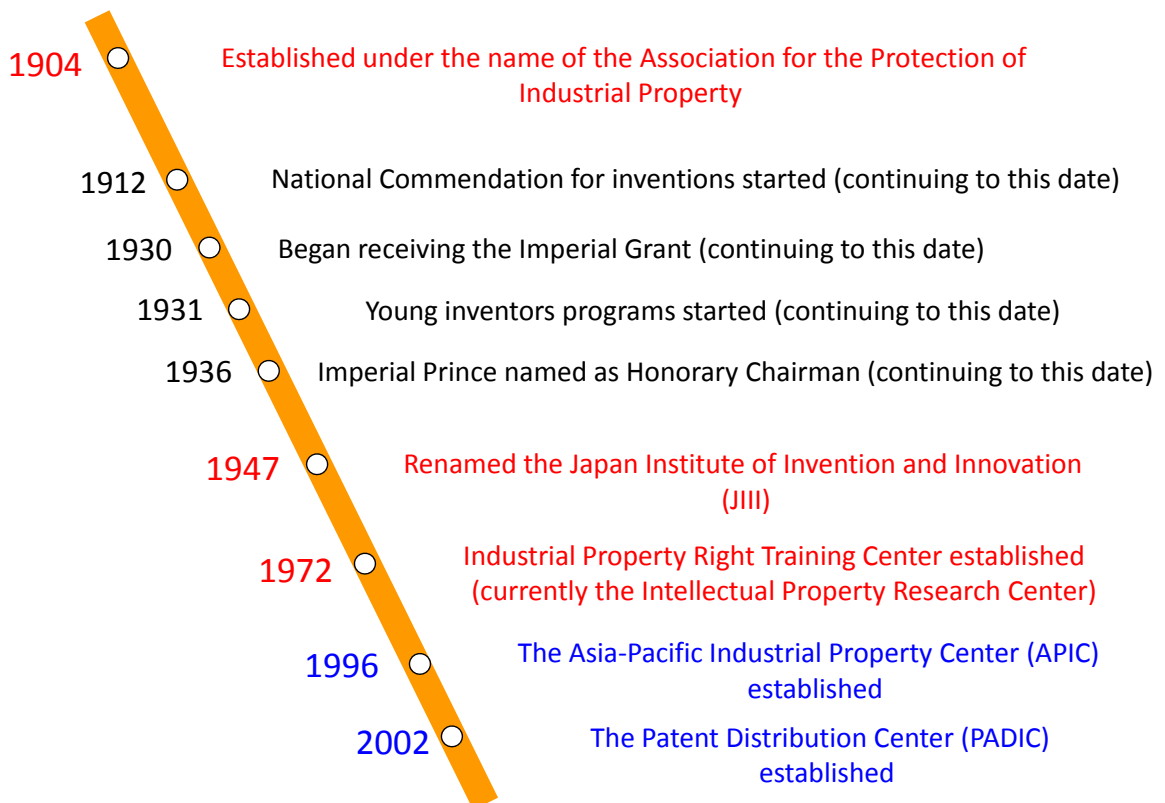 1904
Established under the name of the Association for the Protection of
Industrial Property
1912
National Commendation for inventions started (continuing to this date)
1930
Began receiving the Imperial Grant (continuing to this date)
1931
Young inventors programs started (continuing to this date)
1936
Imperial Prince named as Honorary Chairman (continuing to this date)
1947
Renamed the Japan Institute of Invention and Innovation
(JIII)
1972
Industrial Property Right Training Center established
(currently the Intellectual Property Research Center)
1996
The Asia-Pacific Industrial Property Center (APIC)
established
2002
The Patent Distribution Center (PADIC)
established